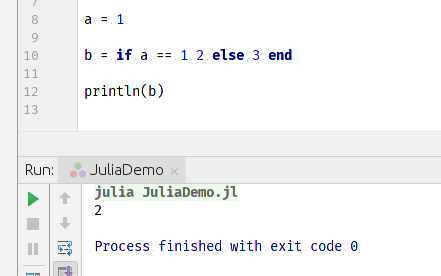 7
8 a = 1
9
10 b = if a == 1 2 else 3 end
11
12 println(b)
13
Run: JuliaDemo ×
julia JuliaDemo.jl
2
Process finished with exit code 0